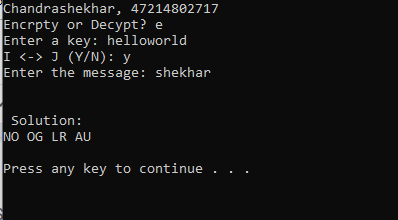 Chandrashekhar, 47214802717
Encrpty or Decypt? e
Enter a key: helloworld
I <-> J (Y/N): y
Enter the message: shekhar
Solution:
NO OG LR AU
Press any key to continue . . .